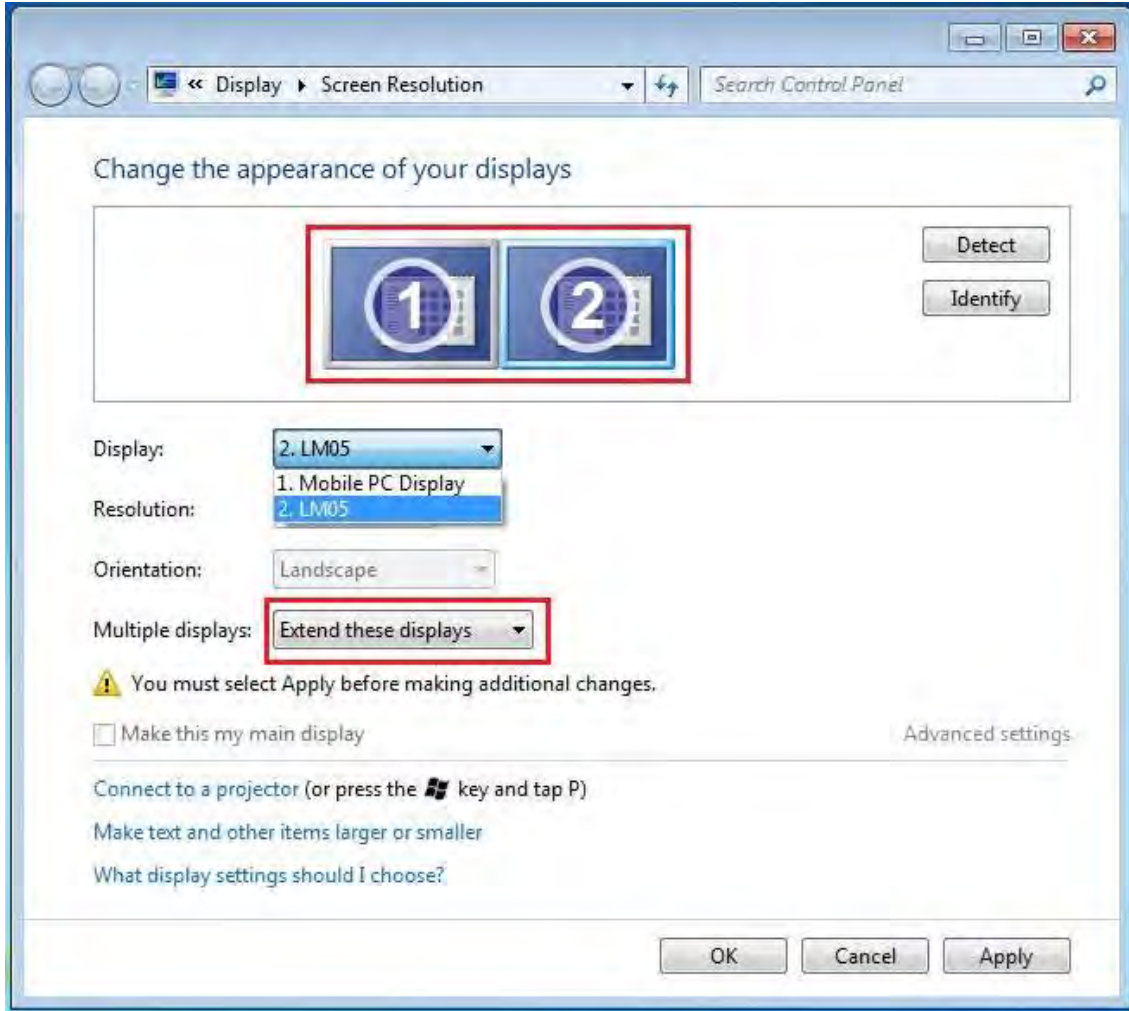 « Display ▸ Screen Resolution
Search Control Panel
Change the appearance of your displays
1
2
Detect
Identify
Display:
2. LM05
1. Mobile PC Display
2. LM05
Resolution:
Orientation:
Landscape
Multiple displays:
Extend these displays
You must select Apply before making additional changes.
Make this my main display
Advanced settings
Connect to a projector (or press the key and tap P)
Make text and other items larger or smaller
What display settings should I choose?
OK
Cancel
Apply